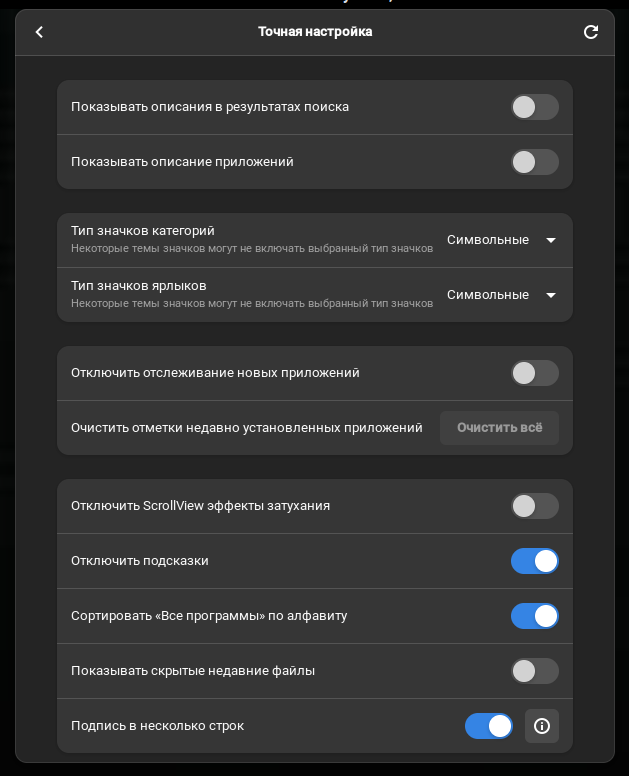 Точная настройка
Показывать описания в результатах поиска
Показывать описание приложений
Тип значков категорий
Некоторые темы значков могут не включать выбранный тип значков
Символьные
Тип значков ярлыков
Некоторые темы значков могут не включать выбранный тип значков
Символьные
Отключить отслеживание новых приложений
Очистить отметки недавно установленных приложений
Очистить всё
Отключить ScrollView эффекты затухания
Отключить подсказки
Сортировать «Все программы» по алфавиту
Показывать скрытые недавние файлы
Подпись в несколько строк